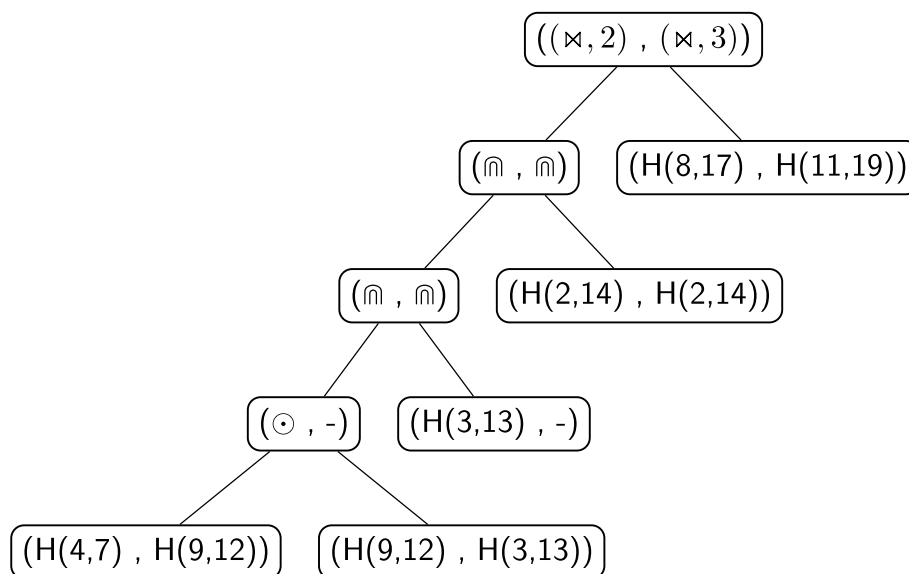 ((⋈, 2) , (⋈, 3))
(⋒ , ⋒)
(H(8,17) , H(11,19))
(⋒ , ⋒)
(H(2,14) , H(2,14))
(⊙ , -)
(H(3,13) , -)
(H(4,7) , H(9,12))
(H(9,12) , H(3,13))